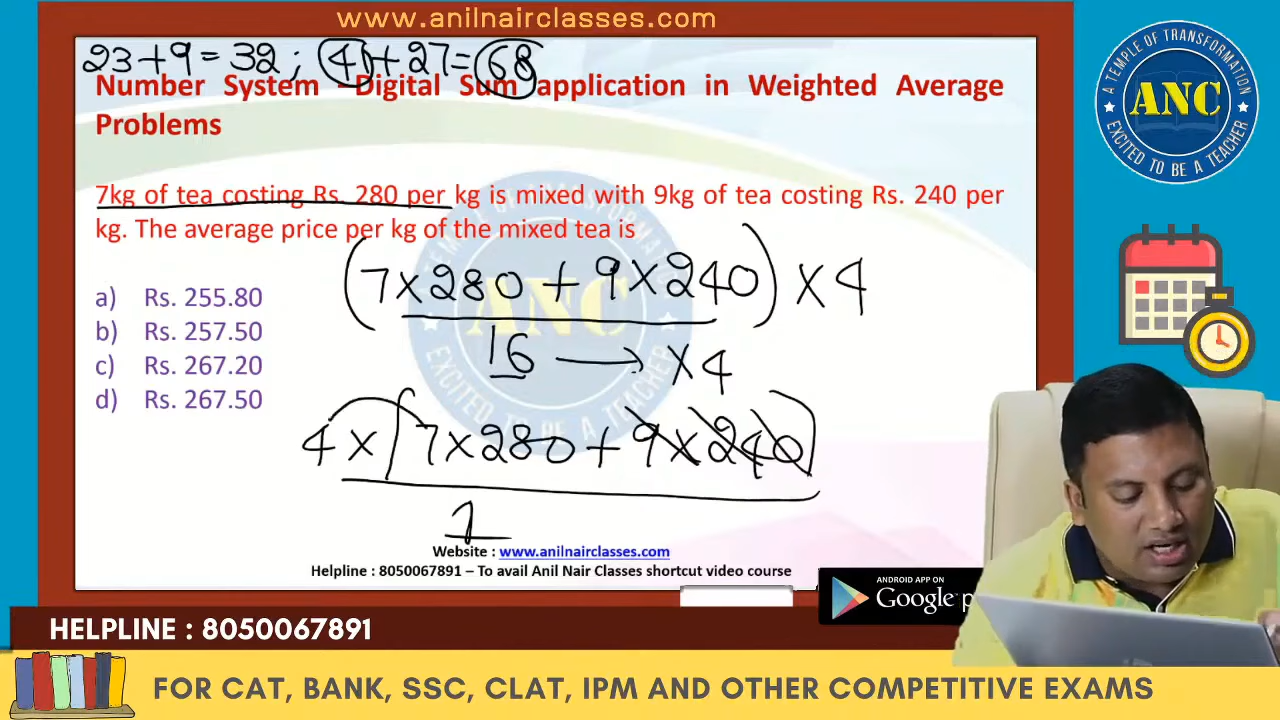 www.anilnairclasses.com
23+9=32; 41+27=68
Number System - Digital Sum application in Weighted Average
Problems
7kg of tea costing Rs. 280 per kg is mixed with 9kg of tea costing Rs. 240 per
kg. The average price per kg of the mixed tea is
(7×280+9×240)×4
16 → ×4
a) Rs. 255.80
b) Rs. 257.50
c) Rs. 267.20
d) Rs. 267.50
4×(7×280+9×240)
1
Website : www.anilnairclasses.com
Helpline : 8050067891 – To avail Anil Nair Classes shortcut video course
A TEMPLE OF TRANSFORMATION
ANC
EXCITED TO BE A TEACHER
ANDROID APP ON
Google p
HELPLINE : 8050067891
FOR CAT, BANK, SSC, CLAT, IPM AND OTHER COMPETITIVE EXAMS